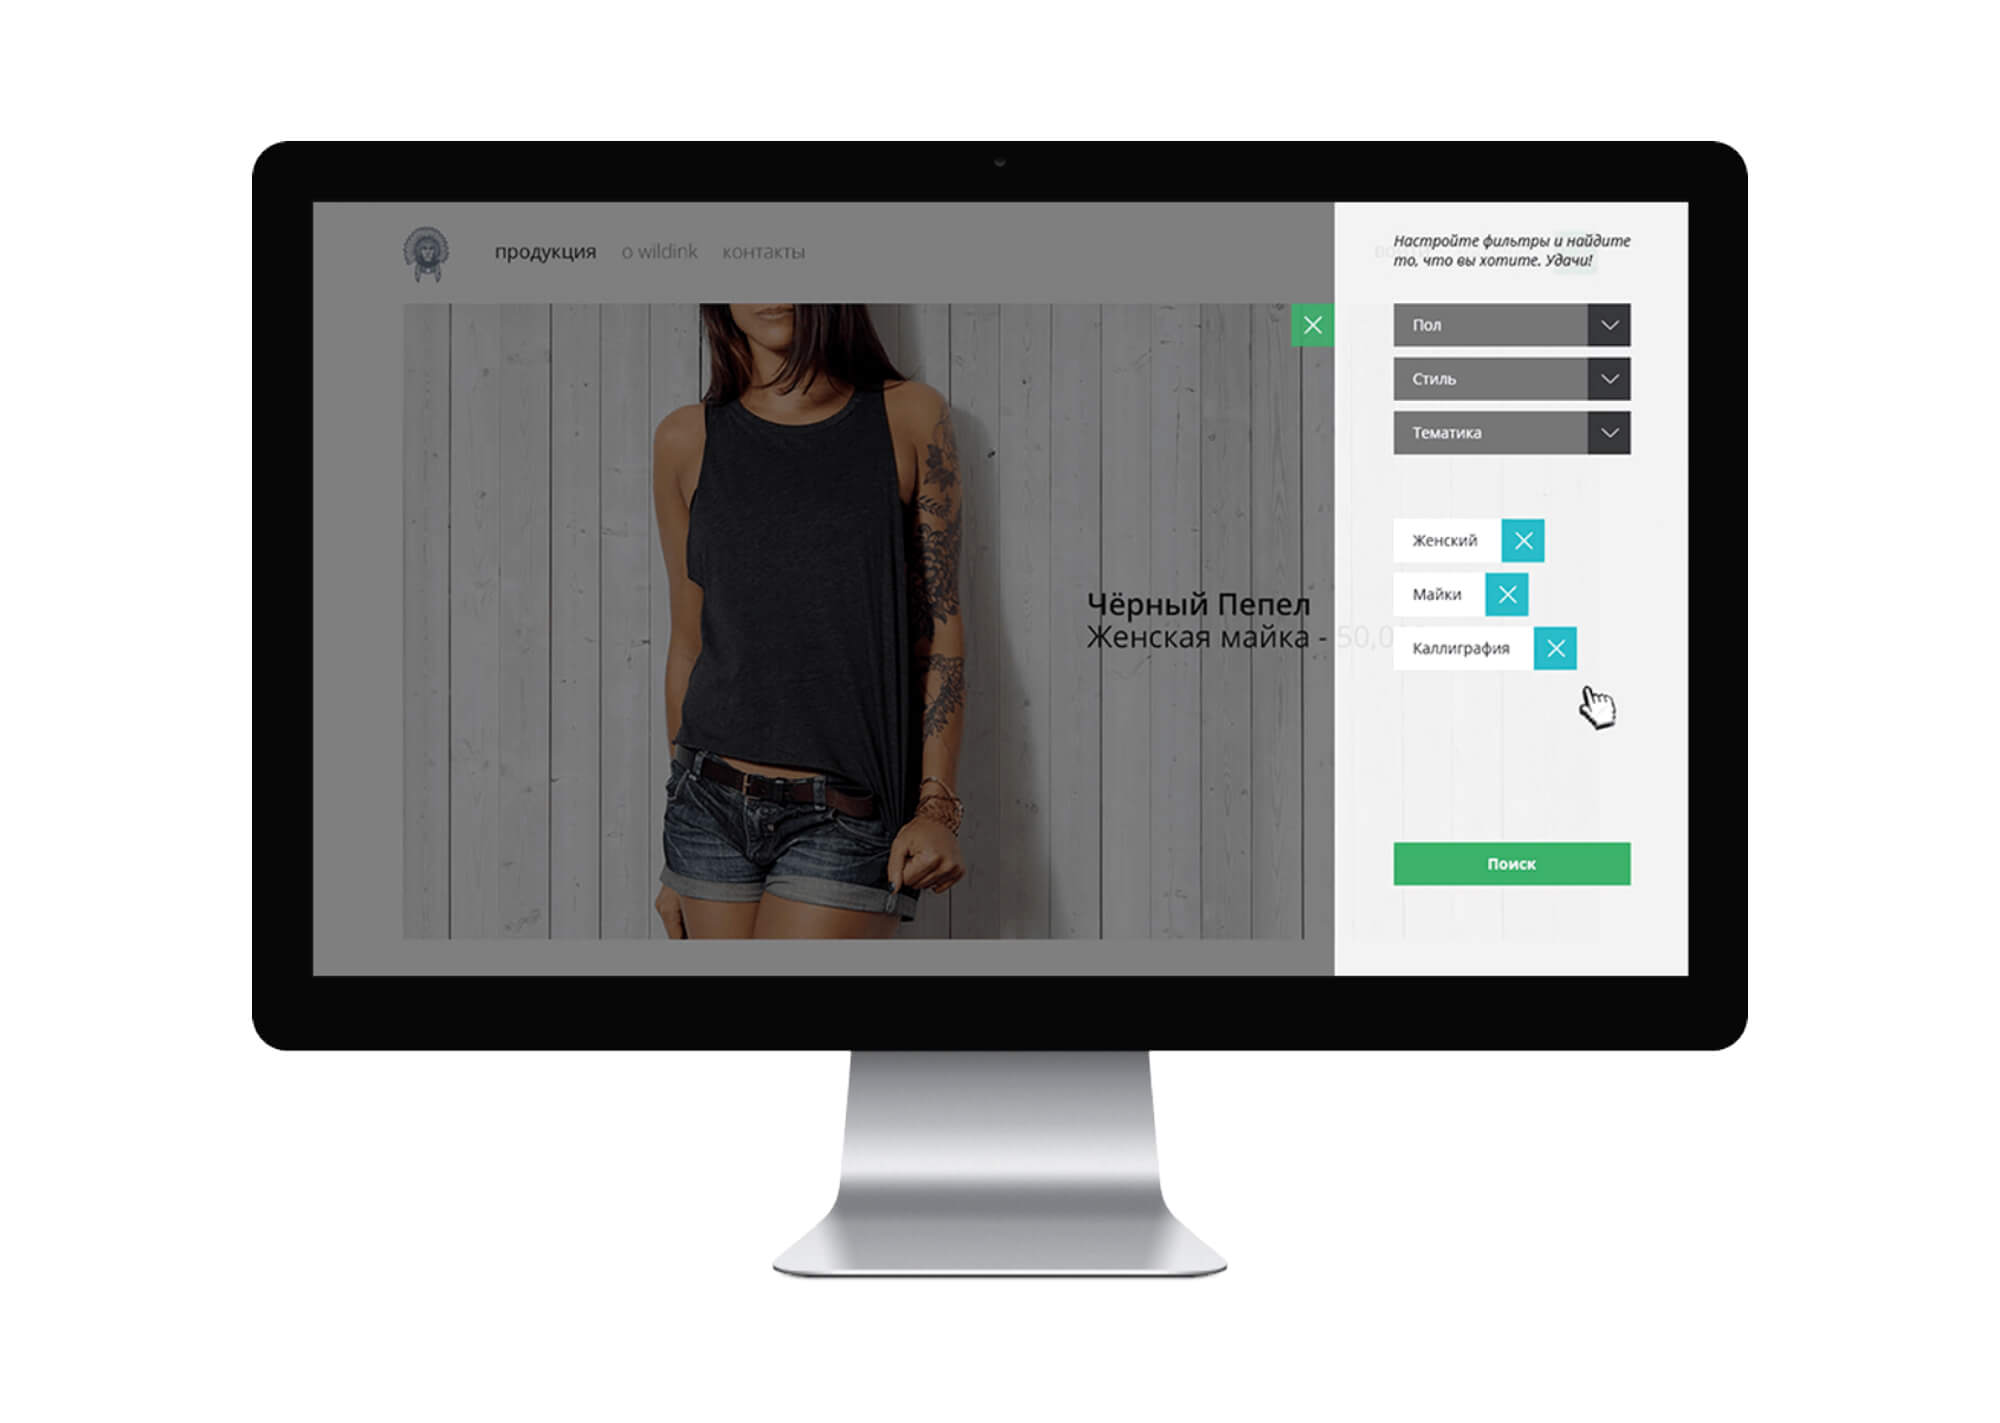 продукция о wildink контакты
Настройте фильтры и найдите
то, что вы хотите. Удачи!
Пол
Стиль
Тематика
Женский
Майки
Каллиграфия
Чёрный Пепел
Женская майка - 50,0
Поиск